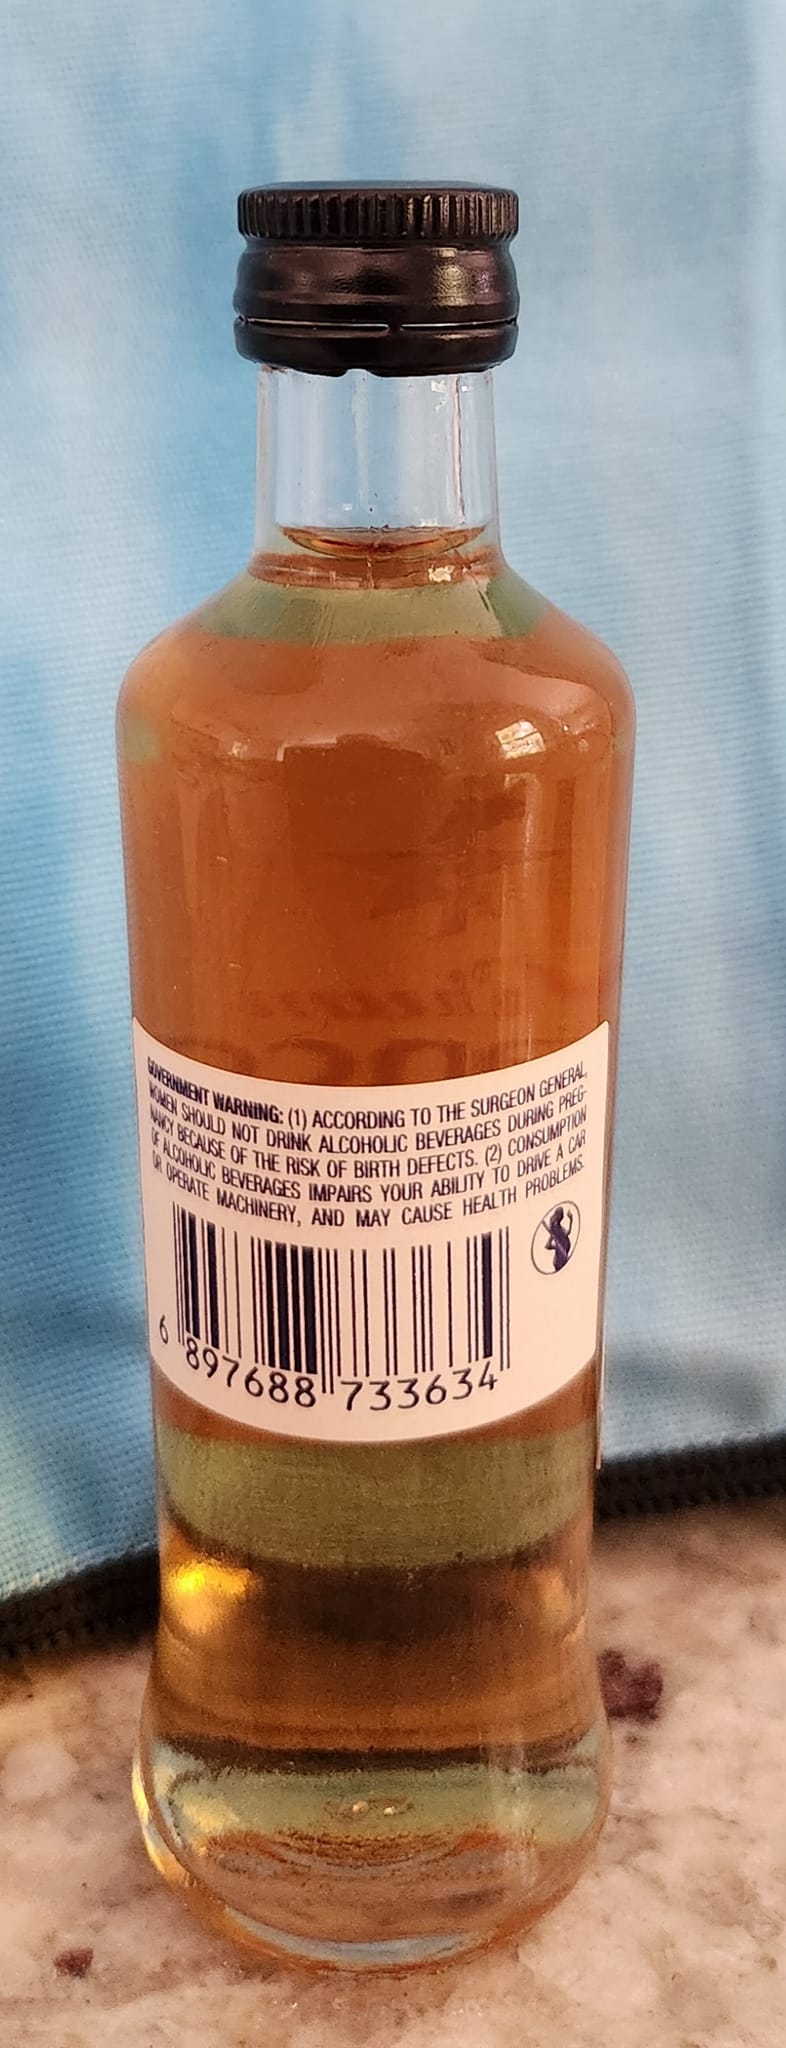 GOVERNMENT WARNING: (1) ACCORDING TO THE SURGEON GENERAL,
WOMEN SHOULD NOT DRINK ALCOHOLIC BEVERAGES DURING PREG-
NANCY BECAUSE OF THE RISK OF BIRTH DEFECTS. (2) CONSUMPTION
OF ALCOHOLIC BEVERAGES IMPAIRS YOUR ABILITY TO DRIVE A CAR
OR OPERATE MACHINERY, AND MAY CAUSE HEALTH PROBLEMS.
6 897688 733634